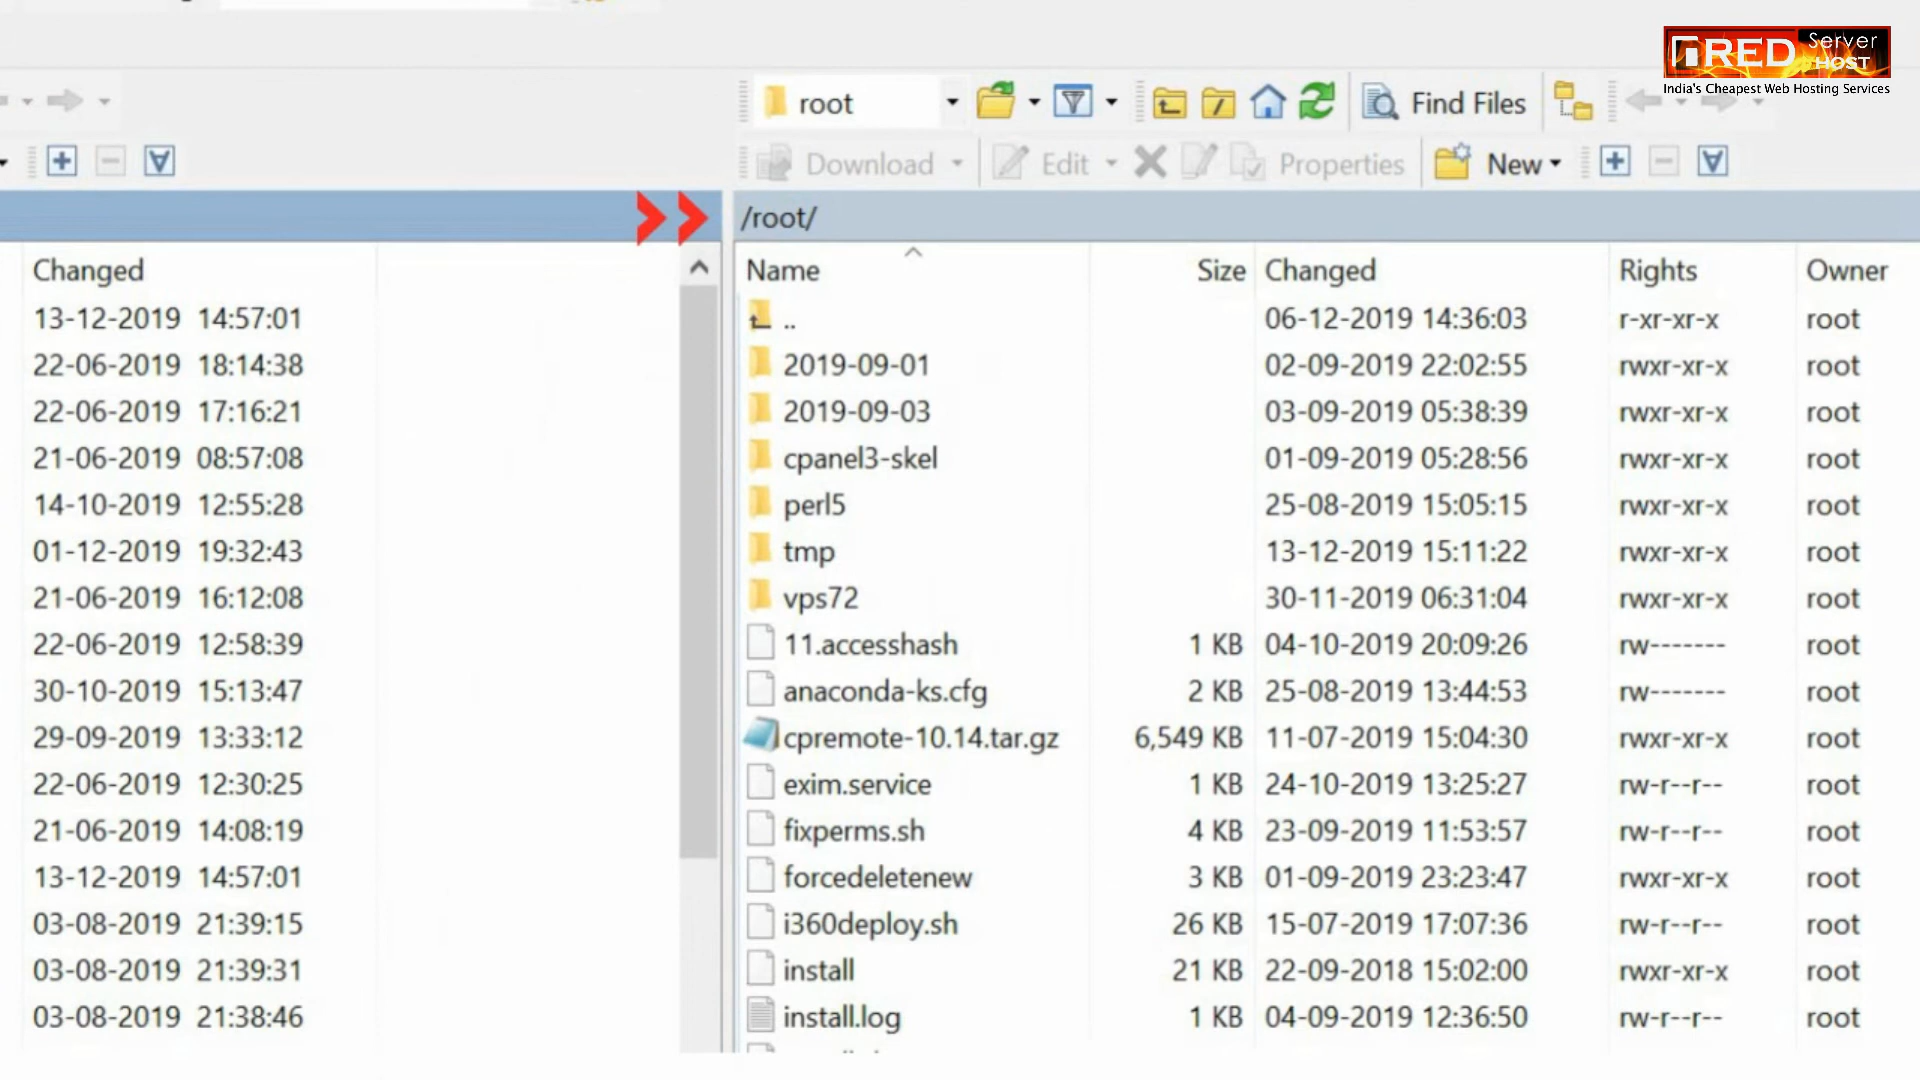 RED Server HOST
India's Cheapest Web Hosting Services
root
Find Files
Download Edit Properties New
/root/
Changed
13-12-2019 14:57:01
22-06-2019 18:14:38
22-06-2019 17:16:21
21-06-2019 08:57:08
14-10-2019 12:55:28
01-12-2019 19:32:43
21-06-2019 16:12:08
22-06-2019 12:58:39
30-10-2019 15:13:47
29-09-2019 13:33:12
22-06-2019 12:30:25
21-06-2019 14:08:19
13-12-2019 14:57:01
03-08-2019 21:39:15
03-08-2019 21:39:31
03-08-2019 21:38:46
Name Size Changed Rights Owner
.. 06-12-2019 14:36:03 r-xr-xr-x root
2019-09-01 02-09-2019 22:02:55 rwxr-xr-x root
2019-09-03 03-09-2019 05:38:39 rwxr-xr-x root
cpanel3-skel 01-09-2019 05:28:56 rwxr-xr-x root
perl5 25-08-2019 15:05:15 rwxr-xr-x root
tmp 13-12-2019 15:11:22 rwxr-xr-x root
vps72 30-11-2019 06:31:04 rwxr-xr-x root
11.accesshash 1 KB 04-10-2019 20:09:26 rw------- root
anaconda-ks.cfg 2 KB 25-08-2019 13:44:53 rw------- root
cpremote-10.14.tar.gz 6,549 KB 11-07-2019 15:04:30 rwxr-xr-x root
exim.service 1 KB 24-10-2019 13:25:27 rw-r--r-- root
fixperms.sh 4 KB 23-09-2019 11:53:57 rw-r--r-- root
forcedeletenew 3 KB 01-09-2019 23:23:47 rwxr-xr-x root
i360deploy.sh 26 KB 15-07-2019 17:07:36 rw-r--r-- root
install 21 KB 22-09-2018 15:02:00 rwxr-xr-x root
install.log 1 KB 04-09-2019 12:36:50 rw-r--r-- root